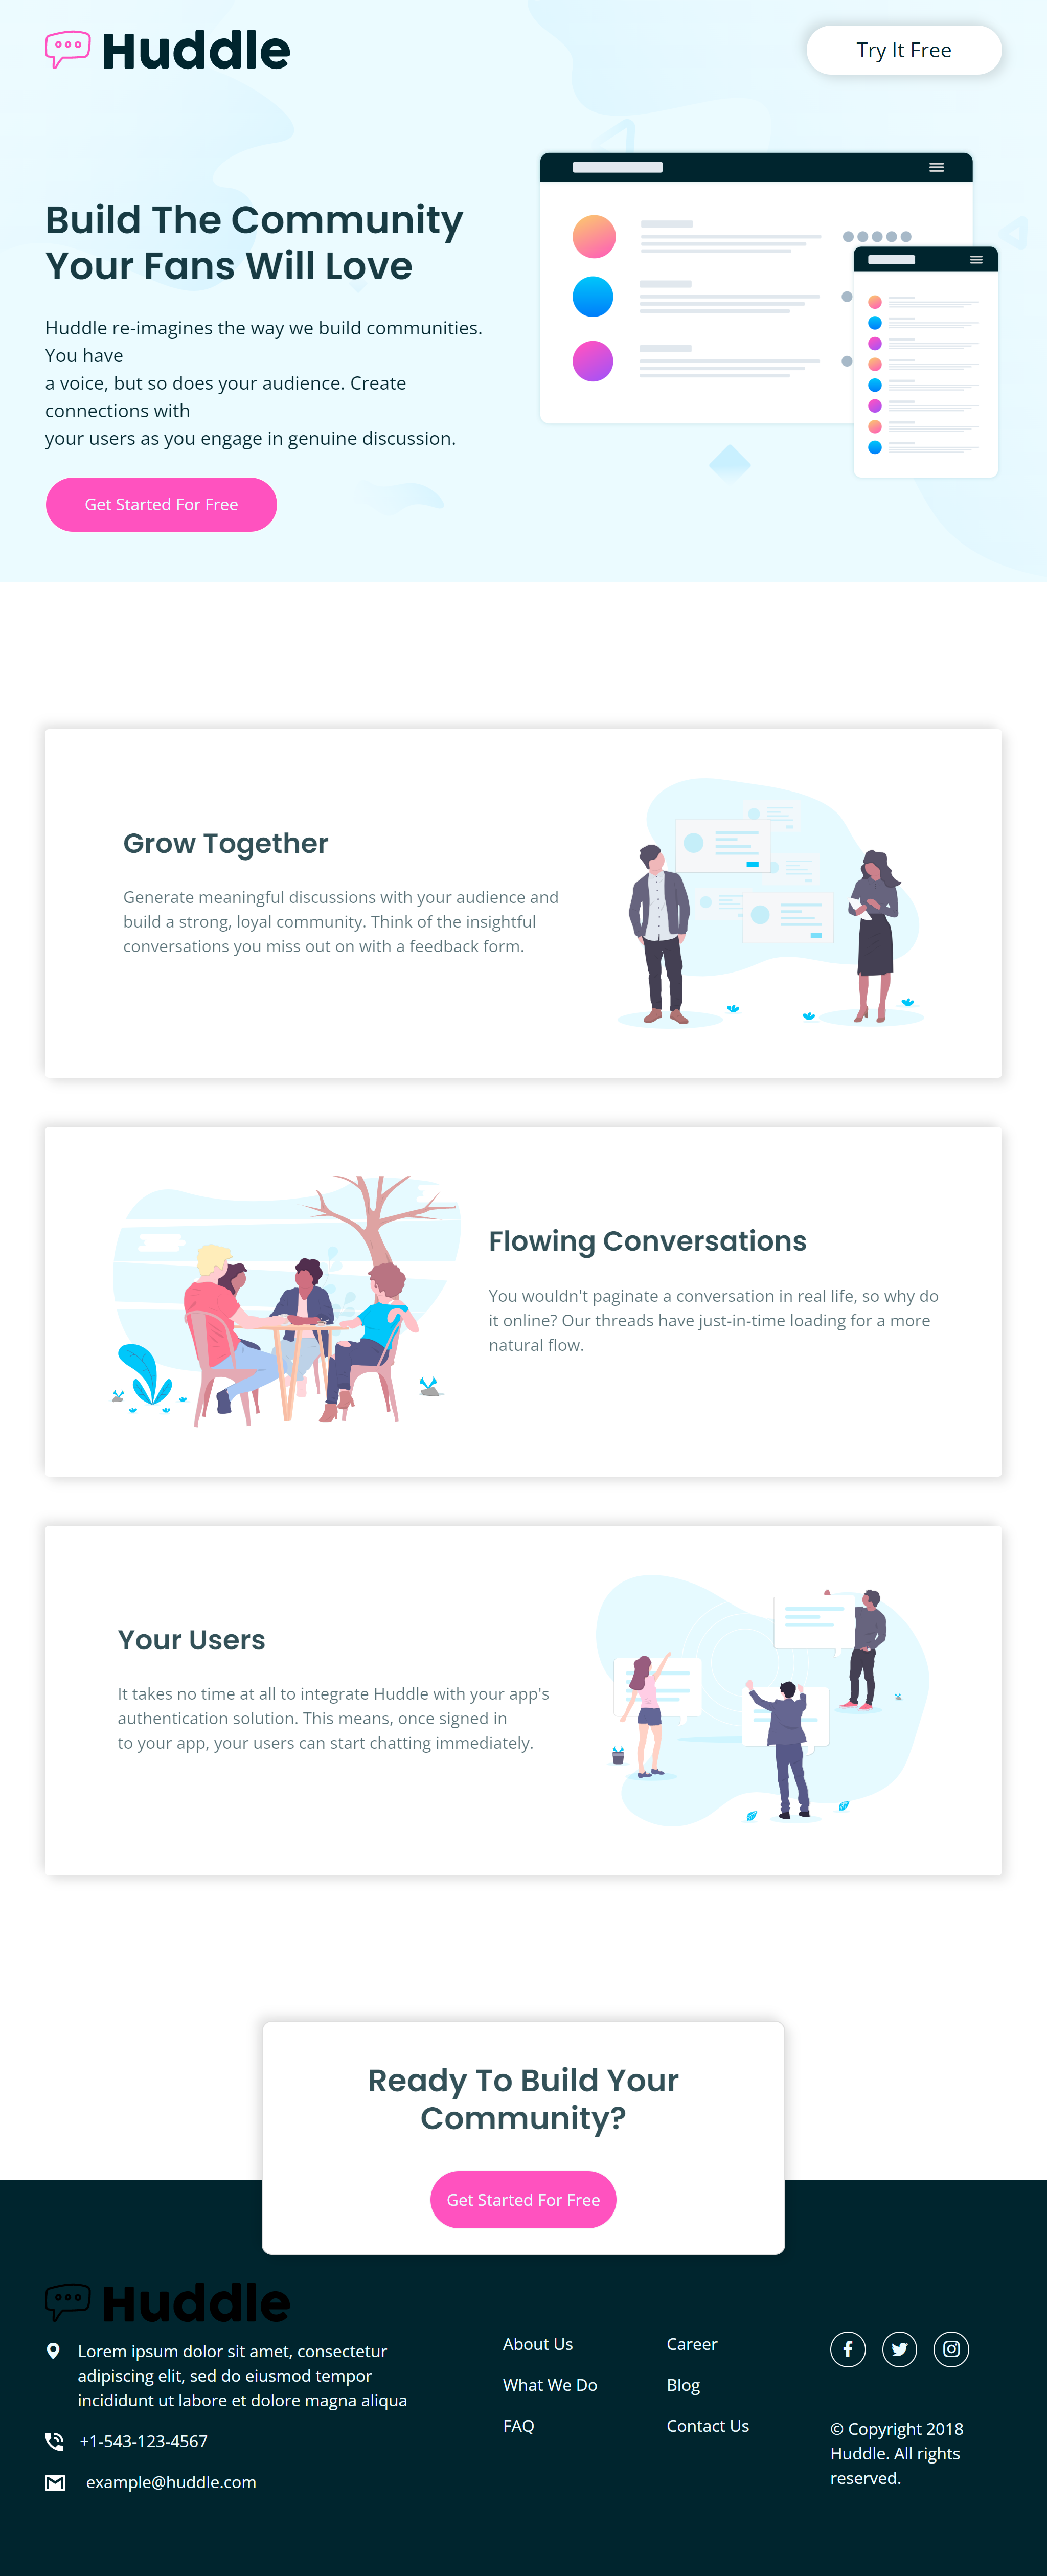 Huddle
Try It Free
Build The Community
Your Fans Will Love
Huddle re-imagines the way we build communities.
You have
a voice, but so does your audience. Create
connections with
your users as you engage in genuine discussion.
Get Started For Free
Grow Together
Generate meaningful discussions with your audience and
build a strong, loyal community. Think of the insightful
conversations you miss out on with a feedback form.
Flowing Conversations
You wouldn't paginate a conversation in real life, so why do
it online? Our threads have just-in-time loading for a more
natural flow.
Your Users
It takes no time at all to integrate Huddle with your app's
authentication solution. This means, once signed in
to your app, your users can start chatting immediately.
Ready To Build Your
Community?
Get Started For Free
Huddle
Lorem ipsum dolor sit amet, consectetur
adipiscing elit, sed do eiusmod tempor
incididunt ut labore et dolore magna aliqua
+1-543-123-4567
example@huddle.com
About Us
What We Do
FAQ
Career
Blog
Contact Us
© Copyright 2018
Huddle. All rights
reserved.